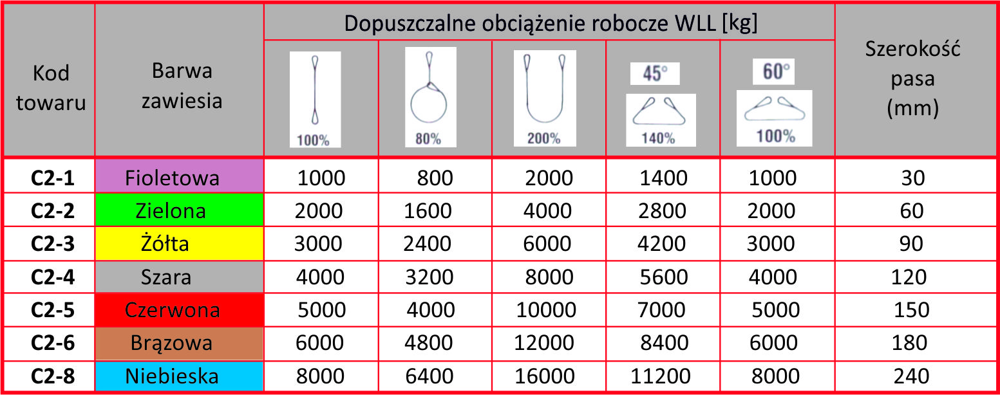 Kod towaru
Barwa zawiesia
Dopuszczalne obciążenie robocze WLL [kg]
Szerokość pasa (mm)
100%
80%
200%
45°
140%
60°
100%
C2-1 Fioletowa 1000 800 2000 1400 1000 30
C2-2 Zielona 2000 1600 4000 2800 2000 60
C2-3 Żółta 3000 2400 6000 4200 3000 90
C2-4 Szara 4000 3200 8000 5600 4000 120
C2-5 Czerwona 5000 4000 10000 7000 5000 150
C2-6 Brązowa 6000 4800 12000 8400 6000 180
C2-8 Niebieska 8000 6400 16000 11200 8000 240